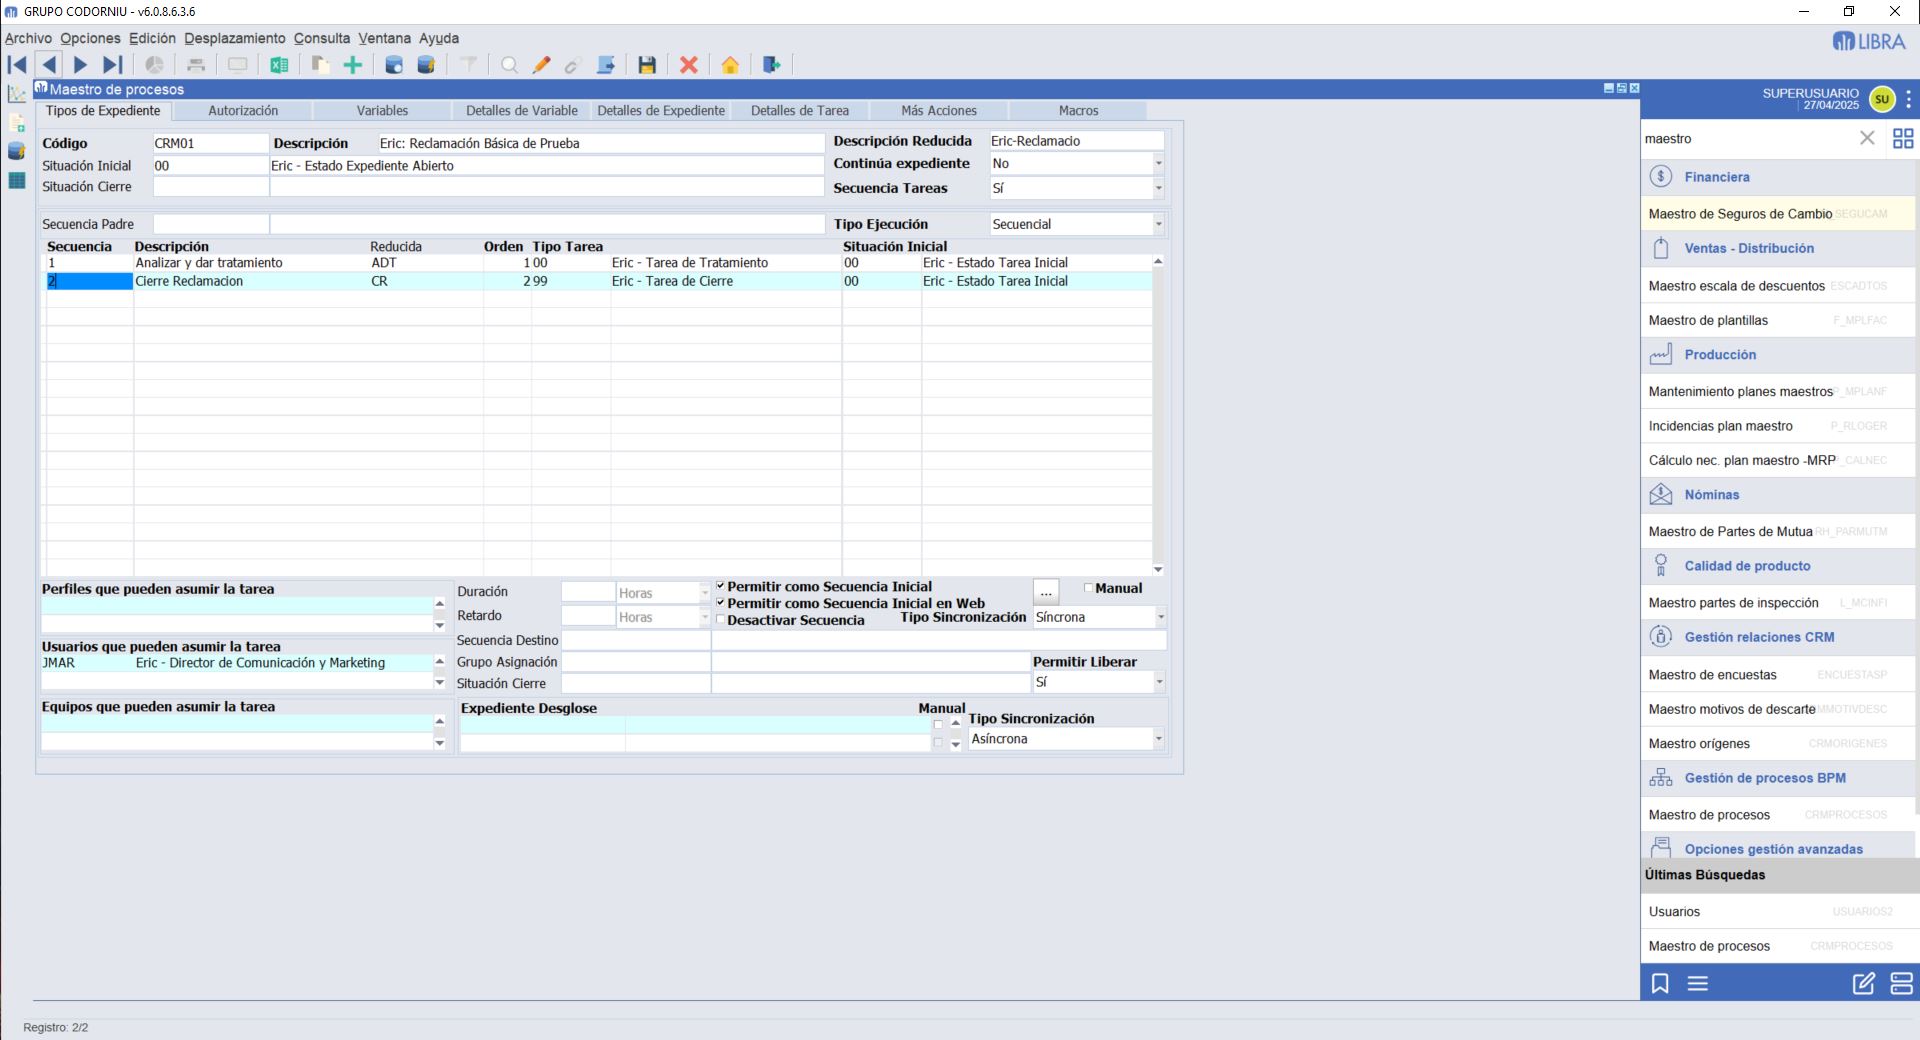 GRUPO CODORNIU - v6.0.8.6.3.6
Archivo Opciones Edición Desplazamiento Consulta Ventana Ayuda
LIBRA
Maestro de procesos
Tipos de Expediente Autorización Variables Detalles de Variable Detalles de Expediente Detalles de Tarea Más Acciones Macros
Código CRM01 Descripción Eric: Reclamación Básica de Prueba Descripción Reducida Eric-Reclamacio
Situación Inicial 00 Eric - Estado Expediente Abierto Continúa expediente No
Situación Cierre Secuencia Tareas Sí
Secuencia Padre Tipo Ejecución Secuencial
Secuencia Descripción Reducida Orden Tipo Tarea Situación Inicial
1 Analizar y dar tratamiento ADT 1 00 Eric - Tarea de Tratamiento 00 Eric - Estado Tarea Inicial
2 Cierre Reclamacion CR 2 99 Eric - Tarea de Cierre 00 Eric - Estado Tarea Inicial
Perfiles que pueden asumir la tarea
Usuarios que pueden asumir la tarea
JMAR Eric - Director de Comunicación y Marketing
Equipos que pueden asumir la tarea
Duración Horas Permitir como Secuencia Inicial ... Manual
Permitir como Secuencia Inicial en Web
Retardo Horas Desactivar Secuencia Tipo Sincronización Síncrona
Secuencia Destino
Grupo Asignación Permitir Liberar
Situación Cierre Sí
Expediente Desglose Manual Tipo Sincronización
Asíncrona
SUPERUSUARIO
27/04/2025
SU
maestro
Financiera
Maestro de Seguros de Cambio SEGUCAM
Ventas - Distribución
Maestro escala de descuentos ESCADTOS
Maestro de plantillas F_MPLFAC
Producción
Mantenimiento planes maestros P_MPLANF
Incidencias plan maestro P_RLOGER
Cálculo nec. plan maestro -MRP P_CALNEC
Nóminas
Maestro de Partes de Mutua RH_PARMUTM
Calidad de producto
Maestro partes de inspección L_MCINFI
Gestión relaciones CRM
Maestro de encuestas ENCUESTASP
Maestro motivos de descarte MMOTIVDESC
Maestro orígenes CRMORIGENES
Gestión de procesos BPM
Maestro de procesos CRMPROCESOS
Opciones gestión avanzadas
Últimas Búsquedas
Usuarios USUARIOS2
Maestro de procesos CRMPROCESOS
Registro: 2/2